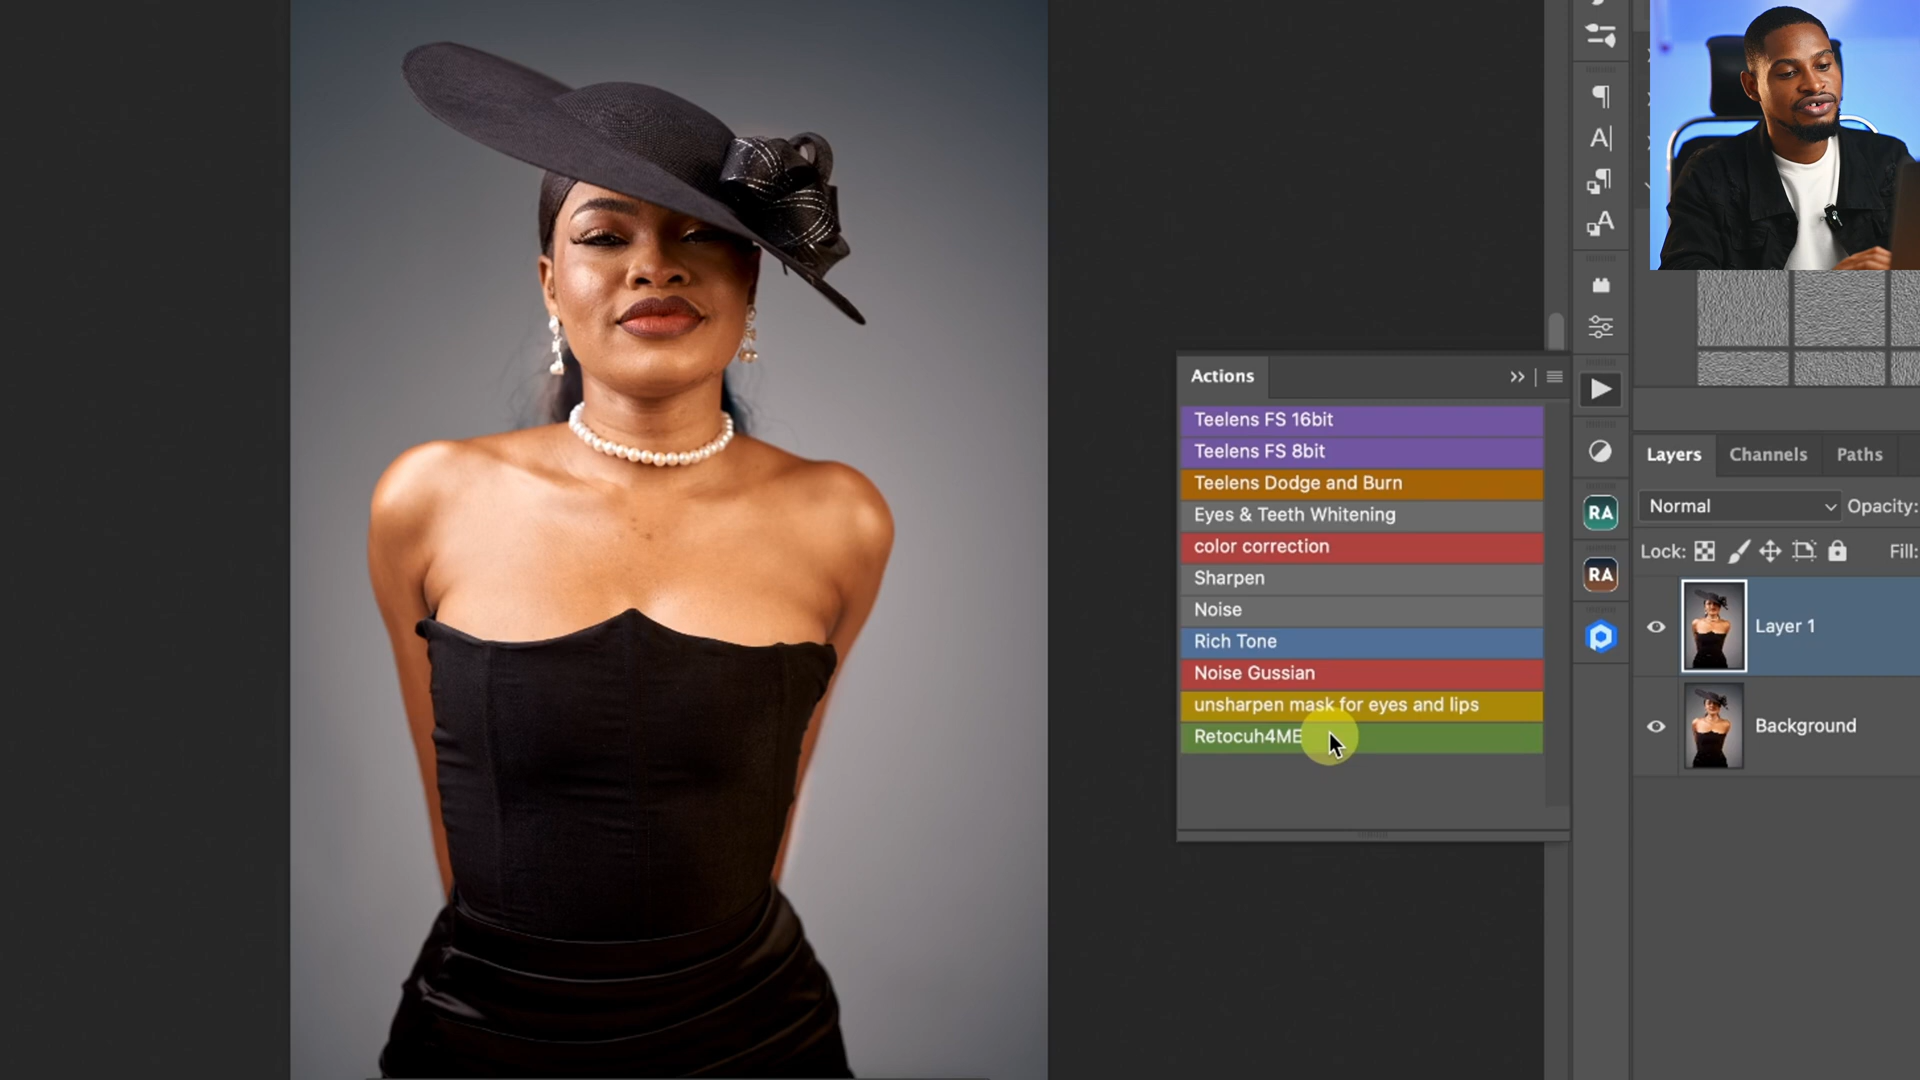 Actions
Teelens FS 16bit
Teelens FS 8bit
Teelens Dodge and Burn
Eyes & Teeth Whitening
color correction
Sharpen
Noise
Rich Tone
Noise Gussian
unsharpen mask for eyes and lips
Retocuh4ME
RA
RA
Layers Channels Paths
Normal Opacity:
Lock: Fill:
Layer 1
Background